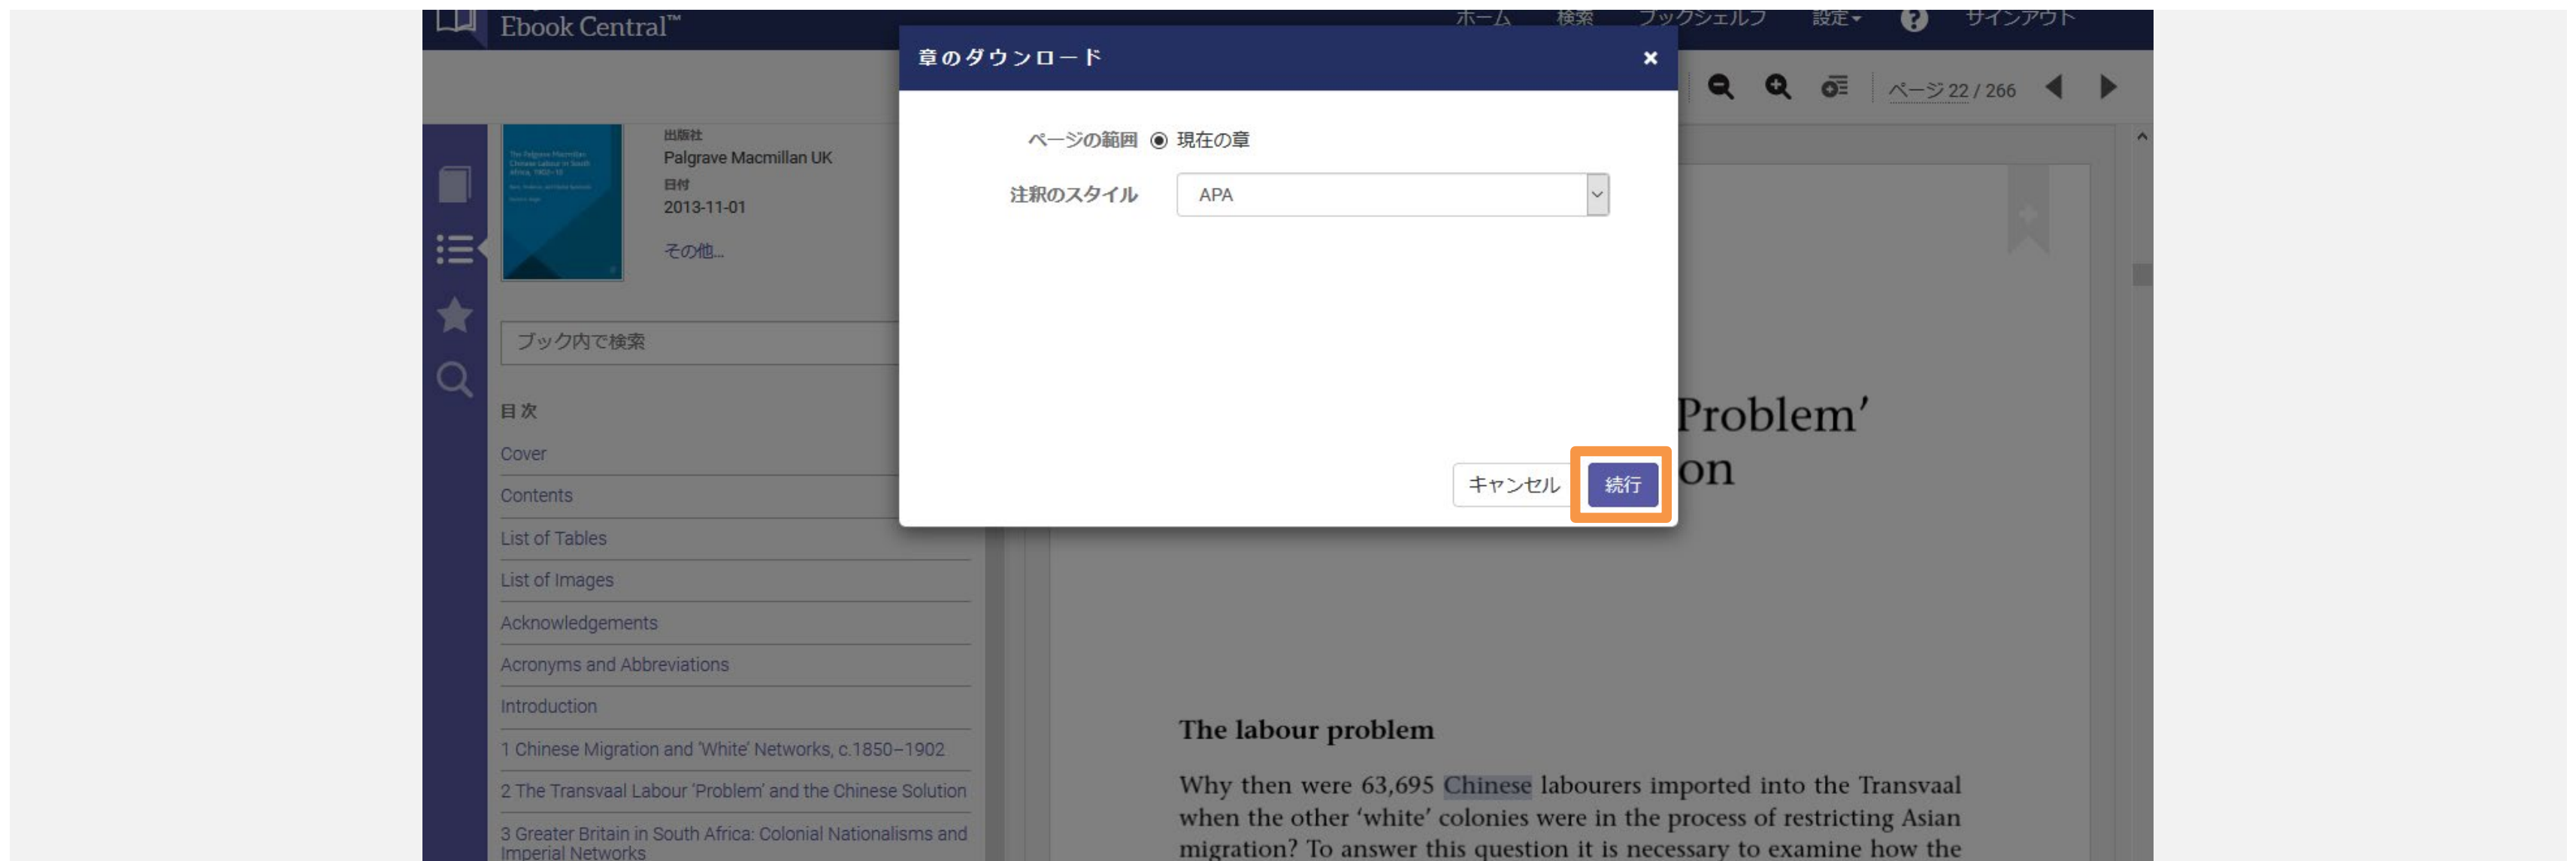 Ebook Central™
ホーム 検索 ブックシェルフ 設定 ? サインアウト
章のダウンロード
ページ 22 / 266
ページの範囲 現在の章
注釈のスタイル APA
キャンセル 続行
出版社
Palgrave Macmillan UK
日付
2013-11-01
その他...
ブック内で検索
目次
Cover
Contents
List of Tables
List of Images
Acknowledgements
Acronyms and Abbreviations
Introduction
1 Chinese Migration and 'White' Networks, c.1850–1902
2 The Transvaal Labour 'Problem' and the Chinese Solution
3 Greater Britain in South Africa: Colonial Nationalisms and
Imperial Networks
Problem'
on
The labour problem
Why then were 63,695 Chinese labourers imported into the Transvaal
when the other 'white' colonies were in the process of restricting Asian
migration? To answer this question it is necessary to examine how the